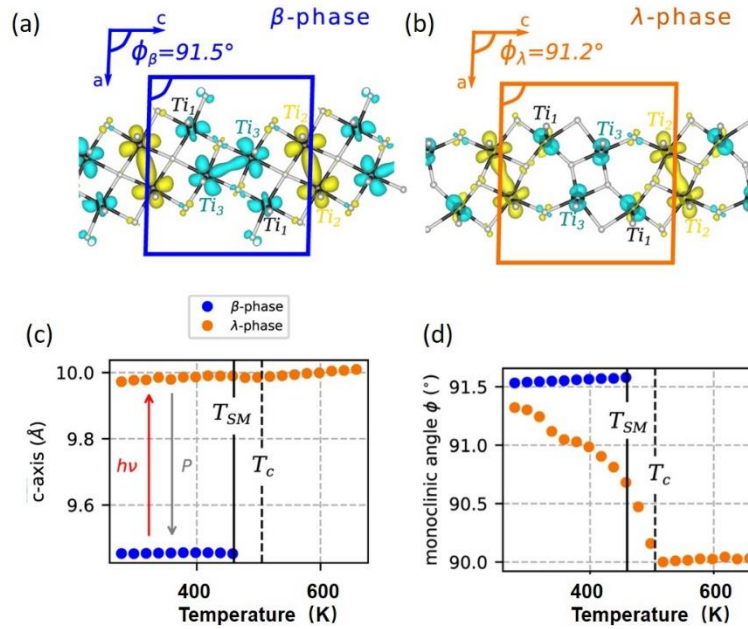 (a)
β-phase
c
ϕβ=91.5°
a
Ti1
Ti3
Ti2
Ti3
Ti1
Ti2
(b)
λ-phase
c
ϕλ=91.2°
a
Ti1
Ti3
Ti2
Ti3
Ti1
Ti2
β-phase
λ-phase
(c)
c-axis (Å)
10.0
9.8
9.6
TSM
Tc
hν
P
400
600
Temperature (K)
(d)
monoclinic angle ϕ (°)
91.5
91.0
90.5
90.0
TSM
Tc
400
600
Temperature (K)